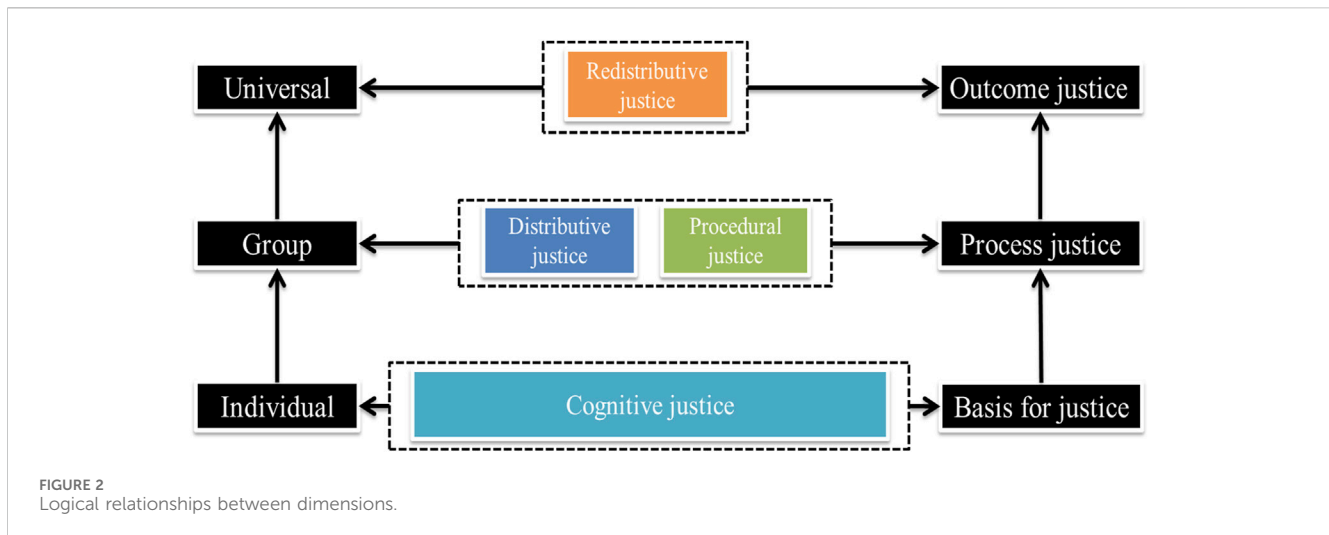 Universal
Redistributive
justice
Outcome justice
Group
Distributive
justice
Procedural
justice
Process justice
Individual
Cognitive justice
Basis for justice
FIGURE 2
Logical relationships between dimensions.